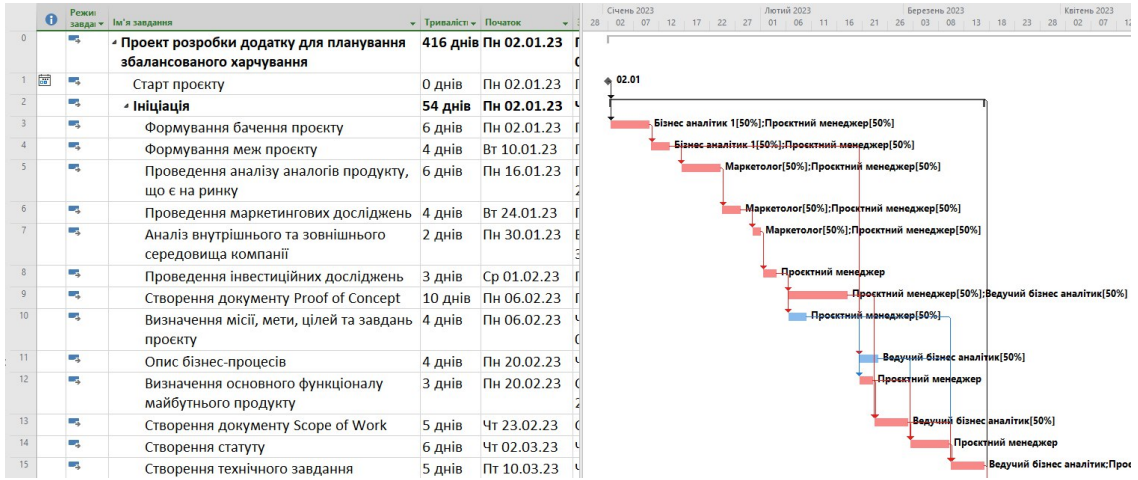 Січень 2023 Лютий 2023 Березень 2023 Квітень 2023
Режим
завдан Ім'я завдання Тривалість Початок 28 02 07 12 17 22 27 01 06 11 16 21 26 03 08 13 18 23 28 02 07 12
0 Проект розробки додатку для планування 416 днів Пн 02.01.23
збалансованого харчування
1 Старт проєкту 0 днів Пн 02.01.23 02.01
2 Ініціація 54 днів Пн 02.01.23
3 Формування бачення проєкту 6 днів Пн 02.01.23 Бізнес аналітик 1[50%];Проєктний менеджер[50%]
4 Формування меж проєкту 4 днів Вт 10.01.23 Бізнес аналітик 1[50%];Проєктний менеджер[50%]
5 Проведення аналізу аналогів продукту, 6 днів Пн 16.01.23 Маркетолог[50%];Проєктний менеджер[50%]
що є на ринку
6 Проведення маркетингових досліджень 4 днів Вт 24.01.23 Маркетолог[50%];Проєктний менеджер[50%]
7 Аналіз внутрішнього та зовнішнього 2 днів Пн 30.01.23 Маркетолог[50%];Проєктний менеджер[50%]
середовища компанії
8 Проведення інвестиційних досліджень 3 днів Ср 01.02.23 Проєктний менеджер
9 Створення документу Proof of Concept 10 днів Пн 06.02.23 Проєктний менеджер[50%];Ведучий бізнес аналітик[50%]
10 Визначення місії, мети, цілей та завдань 4 днів Пн 06.02.23 Проєктний менеджер[50%]
проєкту
11 Опис бізнес-процесів 4 днів Пн 20.02.23 Ведучий бізнес аналітик[50%]
12 Визначення основного функціоналу 3 днів Пн 20.02.23 Проєктний менеджер
майбутнього продукту
13 Створення документу Scope of Work 5 днів Чт 23.02.23 Ведучий бізнес аналітик[50%]
14 Створення статуту 6 днів Чт 02.03.23 Проєктний менеджер
15 Створення технічного завдання 5 днів Пт 10.03.23 Ведучий бізнес аналітик;Проє